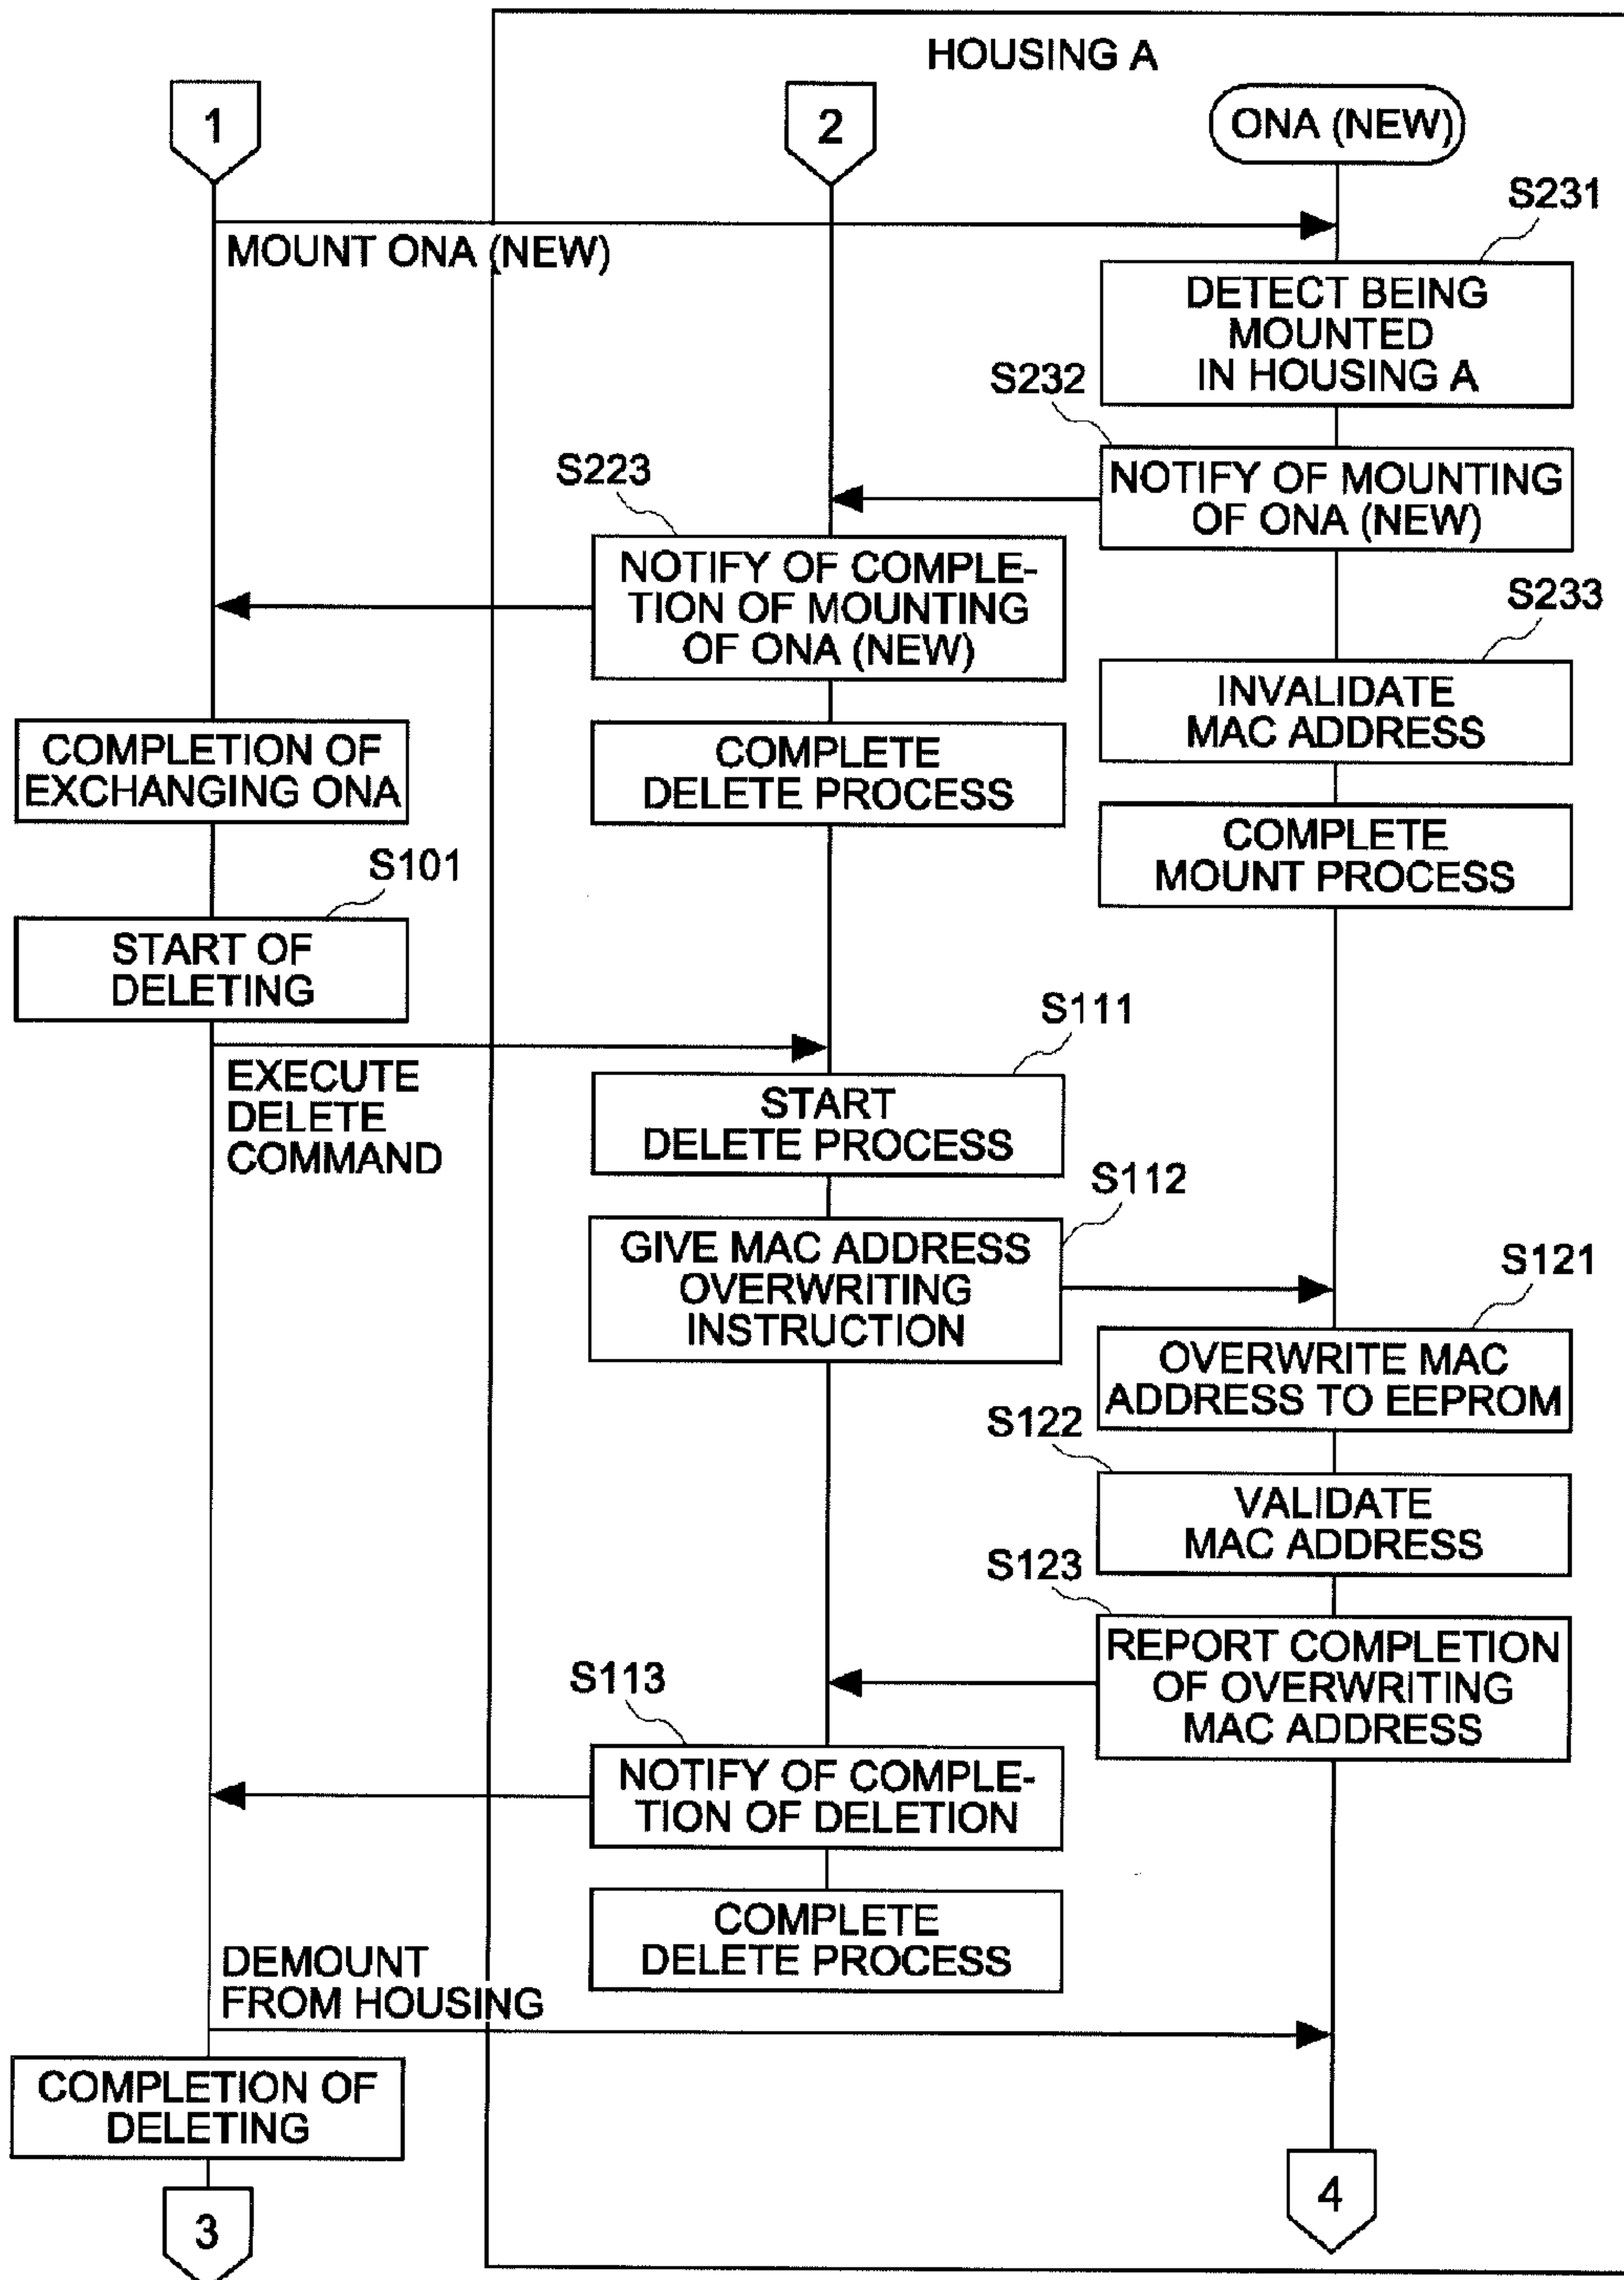 HOUSING A
1
2
ONA (NEW)
S231
MOUNT ONA (NEW)
DETECT BEING
MOUNTED
IN HOUSING A
S232
NOTIFY OF MOUNTING
OF ONA (NEW)
S223
NOTIFY OF COMPLE-
TION OF MOUNTING
OF ONA (NEW)
S233
INVALIDATE
MAC ADDRESS
COMPLETION OF
EXCHANGING ONA
COMPLETE
DELETE PROCESS
COMPLETE
MOUNT PROCESS
S101
START OF
DELETING
EXECUTE
DELETE
COMMAND
S111
START
DELETE PROCESS
S112
GIVE MAC ADDRESS
OVERWRITING
INSTRUCTION
S121
OVERWRITE MAC
ADDRESS TO EEPROM
S122
VALIDATE
MAC ADDRESS
S123
REPORT COMPLETION
OF OVERWRITING
MAC ADDRESS
S113
NOTIFY OF COMPLE-
TION OF DELETION
COMPLETE
DELETE PROCESS
DEMOUNT
FROM HOUSING
COMPLETION OF
DELETING
3
4